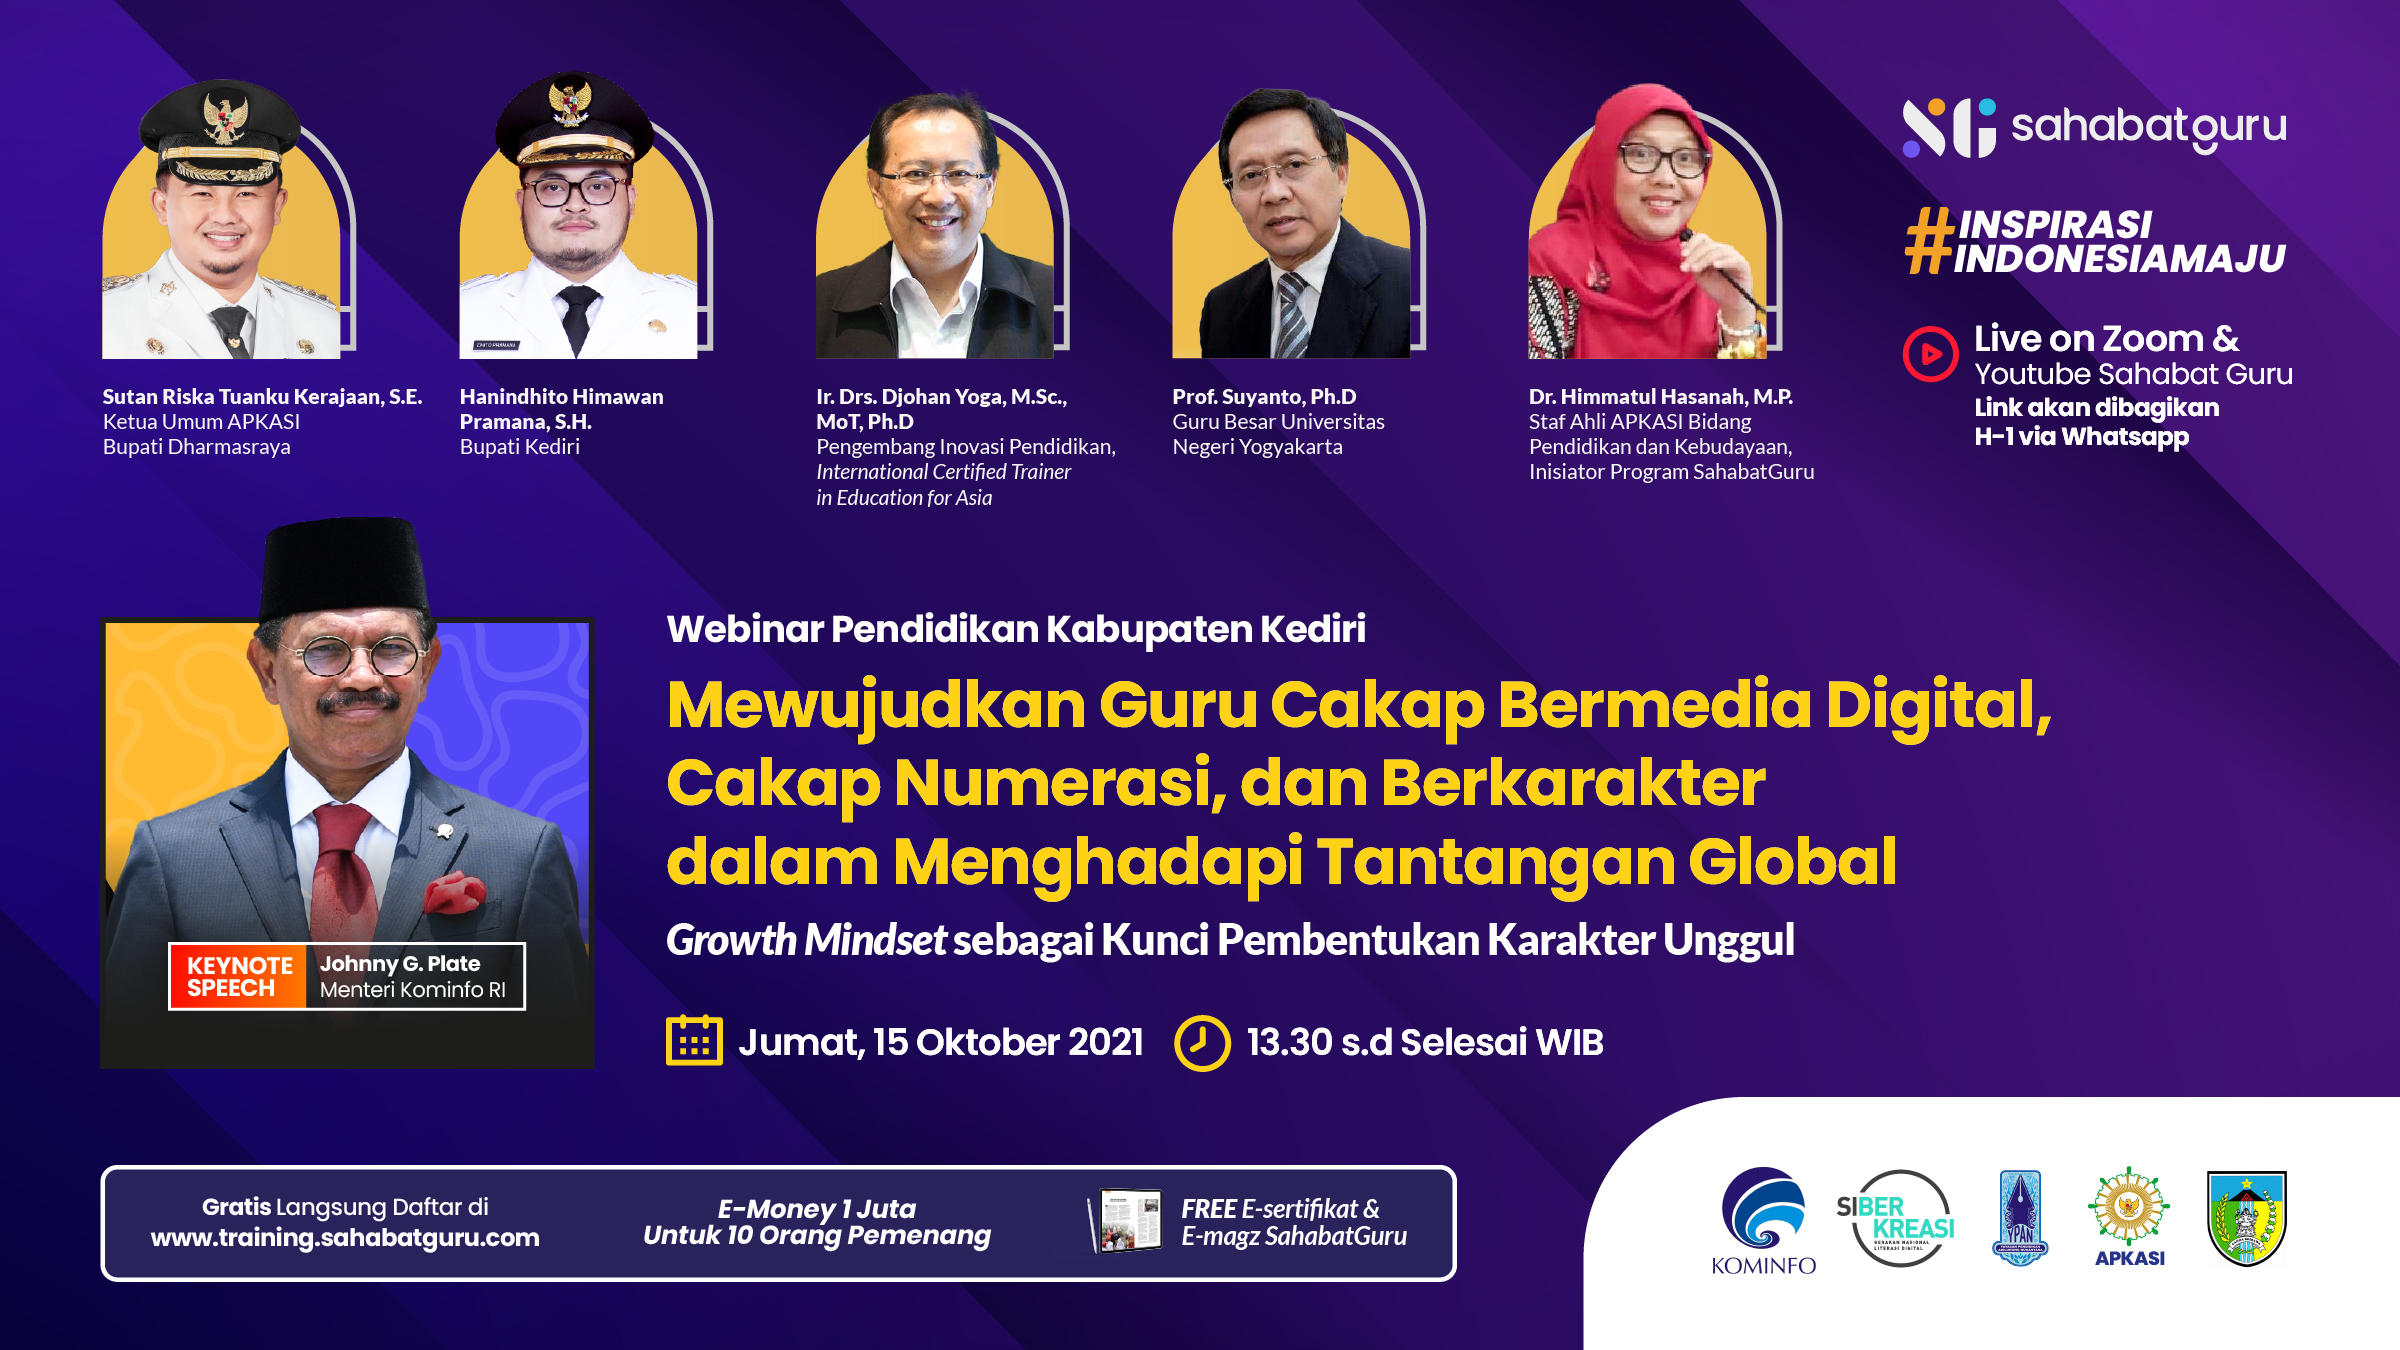 sahabatguru
#INSPIRASI
INDONESIAMAJU
Live on Zoom &
Youtube Sahabat Guru
Link akan dibagikan
H-1 via Whatsapp
DHITO PRAMANA
Sutan Riska Tuanku Kerajaan, S.E.
Ketua Umum APKASI
Bupati Dharmasraya
Hanindhito Himawan
Pramana, S.H.
Bupati Kediri
Ir. Drs. Djohan Yoga, M.Sc.,
MoT, Ph.D
Pengembang Inovasi Pendidikan,
International Certified Trainer
in Education for Asia
Prof. Suyanto, Ph.D
Guru Besar Universitas
Negeri Yogyakarta
Dr. Himmatul Hasanah, M.P.
Staf Ahli APKASI Bidang
Pendidikan dan Kebudayaan,
Inisiator Program SahabatGuru
Webinar Pendidikan Kabupaten Kediri
Mewujudkan Guru Cakap Bermedia Digital,
Cakap Numerasi, dan Berkarakter
dalam Menghadapi Tantangan Global
Growth Mindset sebagai Kunci Pembentukan Karakter Unggul
KEYNOTE
SPEECH
Johnny G. Plate
Menteri Kominfo RI
Jumat, 15 Oktober 2021
13.30 s.d Selesai WIB
Gratis Langsung Daftar di
www.training.sahabatguru.com
E-Money 1 Juta
Untuk 10 Orang Pemenang
FREE E-sertifikat &
E-magz SahabatGuru
KOMINFO
SIBER
KREASI
GERAKAN NASIONAL
LITERASI DIGITAL
YPAN
APKASI